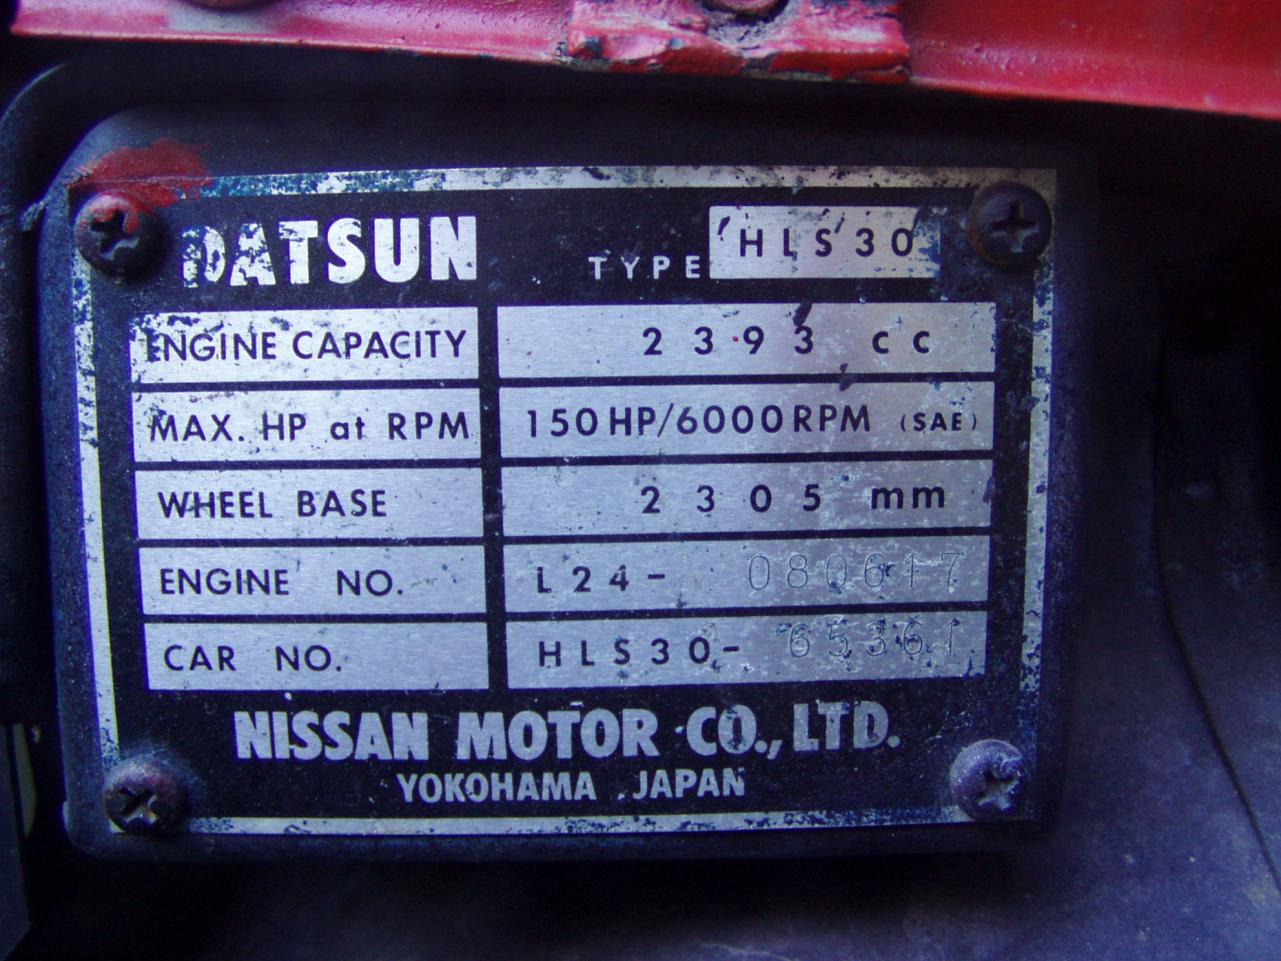 DATSUN TYPE HLS30
ENGINE CAPACITY 2393 cc
MAX. HP at RPM 150HP/6000RPM (SAE)
WHEEL BASE 2305 mm
ENGINE NO. L24- 080617
CAR NO. HLS30- 65361
NISSAN MOTOR CO., LTD.
YOKOHAMA JAPAN